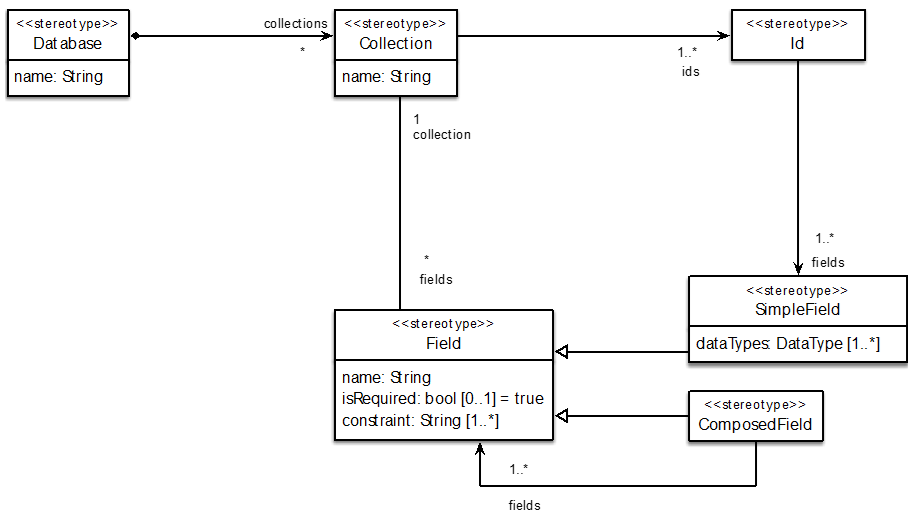 <<stereotype>>
Database
name: String
collections
*
<<stereotype>>
Collection
name: String
1..*
ids
<<stereotype>>
Id
1
collection
*
fields
1..*
fields
<<stereotype>>
Field
name: String
isRequired: bool [0..1] = true
constraint: String [1..*]
<<stereotype>>
SimpleField
dataTypes: DataType [1..*]
<<stereotype>>
ComposedField
1..*
fields